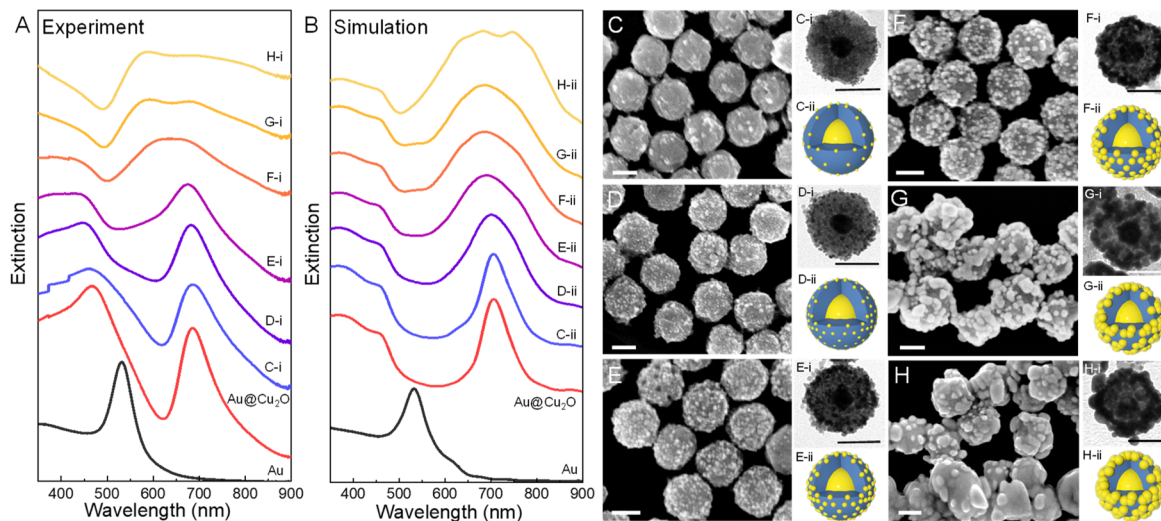 A Experiment
H-i
G-i
F-i
E-i
D-i
C-i
Au@Cu₂O
Au
Extinction
400 500 600 700 800 900
Wavelength (nm)
B Simulation
H-ii
G-ii
F-ii
E-ii
D-ii
C-ii
Au@Cu₂O
Au
Extinction
400 500 600 700 800 900
Wavelength (nm)
C
C-i
C-ii
D
D-i
D-ii
E
E-i
E-ii
F
F-i
F-ii
G
G-i
G-ii
H
H-i
H-ii